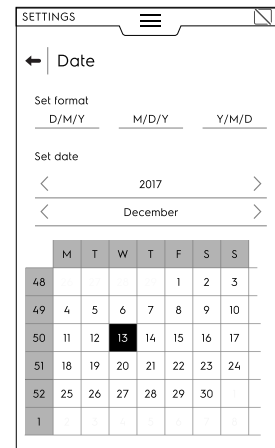 SETTINGS
Date
Set format
D/M/Y M/D/Y Y/M/D
Set date
2017
December
M T W T F S S
48 1 2 3
49 4 5 6 7 8 9 10
50 11 12 13 14 15 16 17
51 18 19 20 21 22 23 24
52 25 26 27 28 29 30
1